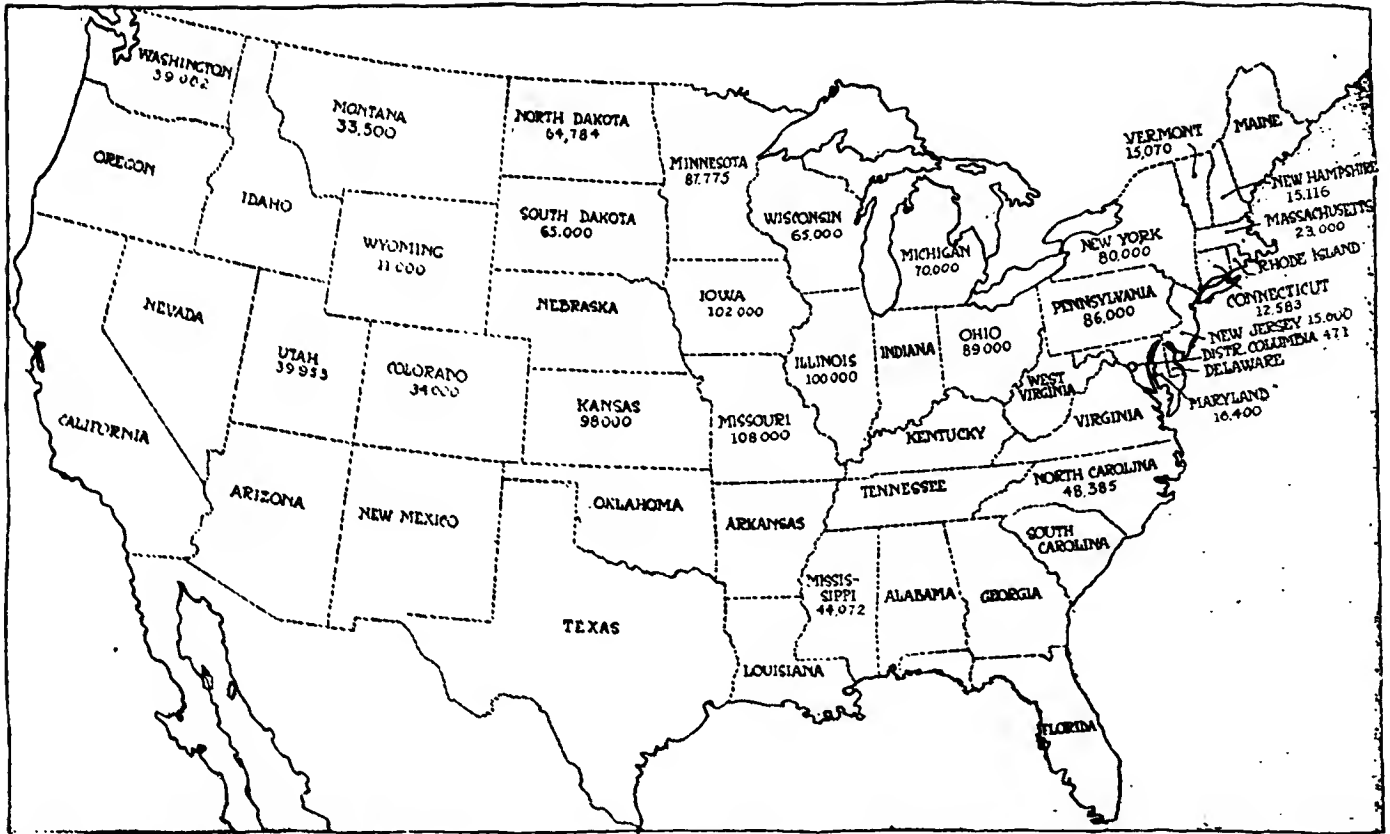 WASHINGTON
39 062
MONTANA
33,500
NORTH DAKOTA
64,784
MINNESOTA
87.775
OREGON
IDAHO
WYOMING
11 000
SOUTH DAKOTA
65.000
WISCONSIN
65,000
MICHIGAN
70,000
VERMONT
15,070
MAINE
NEW HAMPSHIRE
15.116
MASSACHUSETTS
23,000
NEW YORK
80,000
RHODE ISLAND
CONNECTICUT
12.583
PENNSYLVANIA
86,000
NEW JERSEY 15.600
DISTR. COLUMBIA 471
DELAWARE
MARYLAND
16,400
NEVADA
UTAH
39953
COLORADO
34000
NEBRASKA
IOWA
102 000
ILLINOIS
100 000
INDIANA
OHIO
89 000
WEST
VIRGINIA
VIRGINIA
CALIFORNIA
KANSAS
98000
MISSOURI
108 000
KENTUCKY
ARIZONA
NEW MEXICO
OKLAHOMA
ARKANSAS
TENNESSEE
NORTH CAROLINA
48,385
SOUTH
CAROLINA
MISSIS-
SIPPI
44,072
ALABAMA
GEORGIA
TEXAS
LOUISIANA
FLORIDA